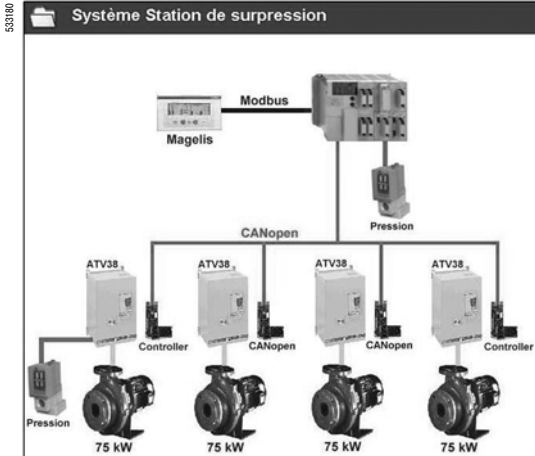 533180
Système Station de surpression
Modbus
Magelis
Pression
CANopen
ATV38
ATV38
ATV38
ATV38
Controller
CANopen
CANopen
Controller
Pression
75 kW
75 kW
75 kW
75 kW